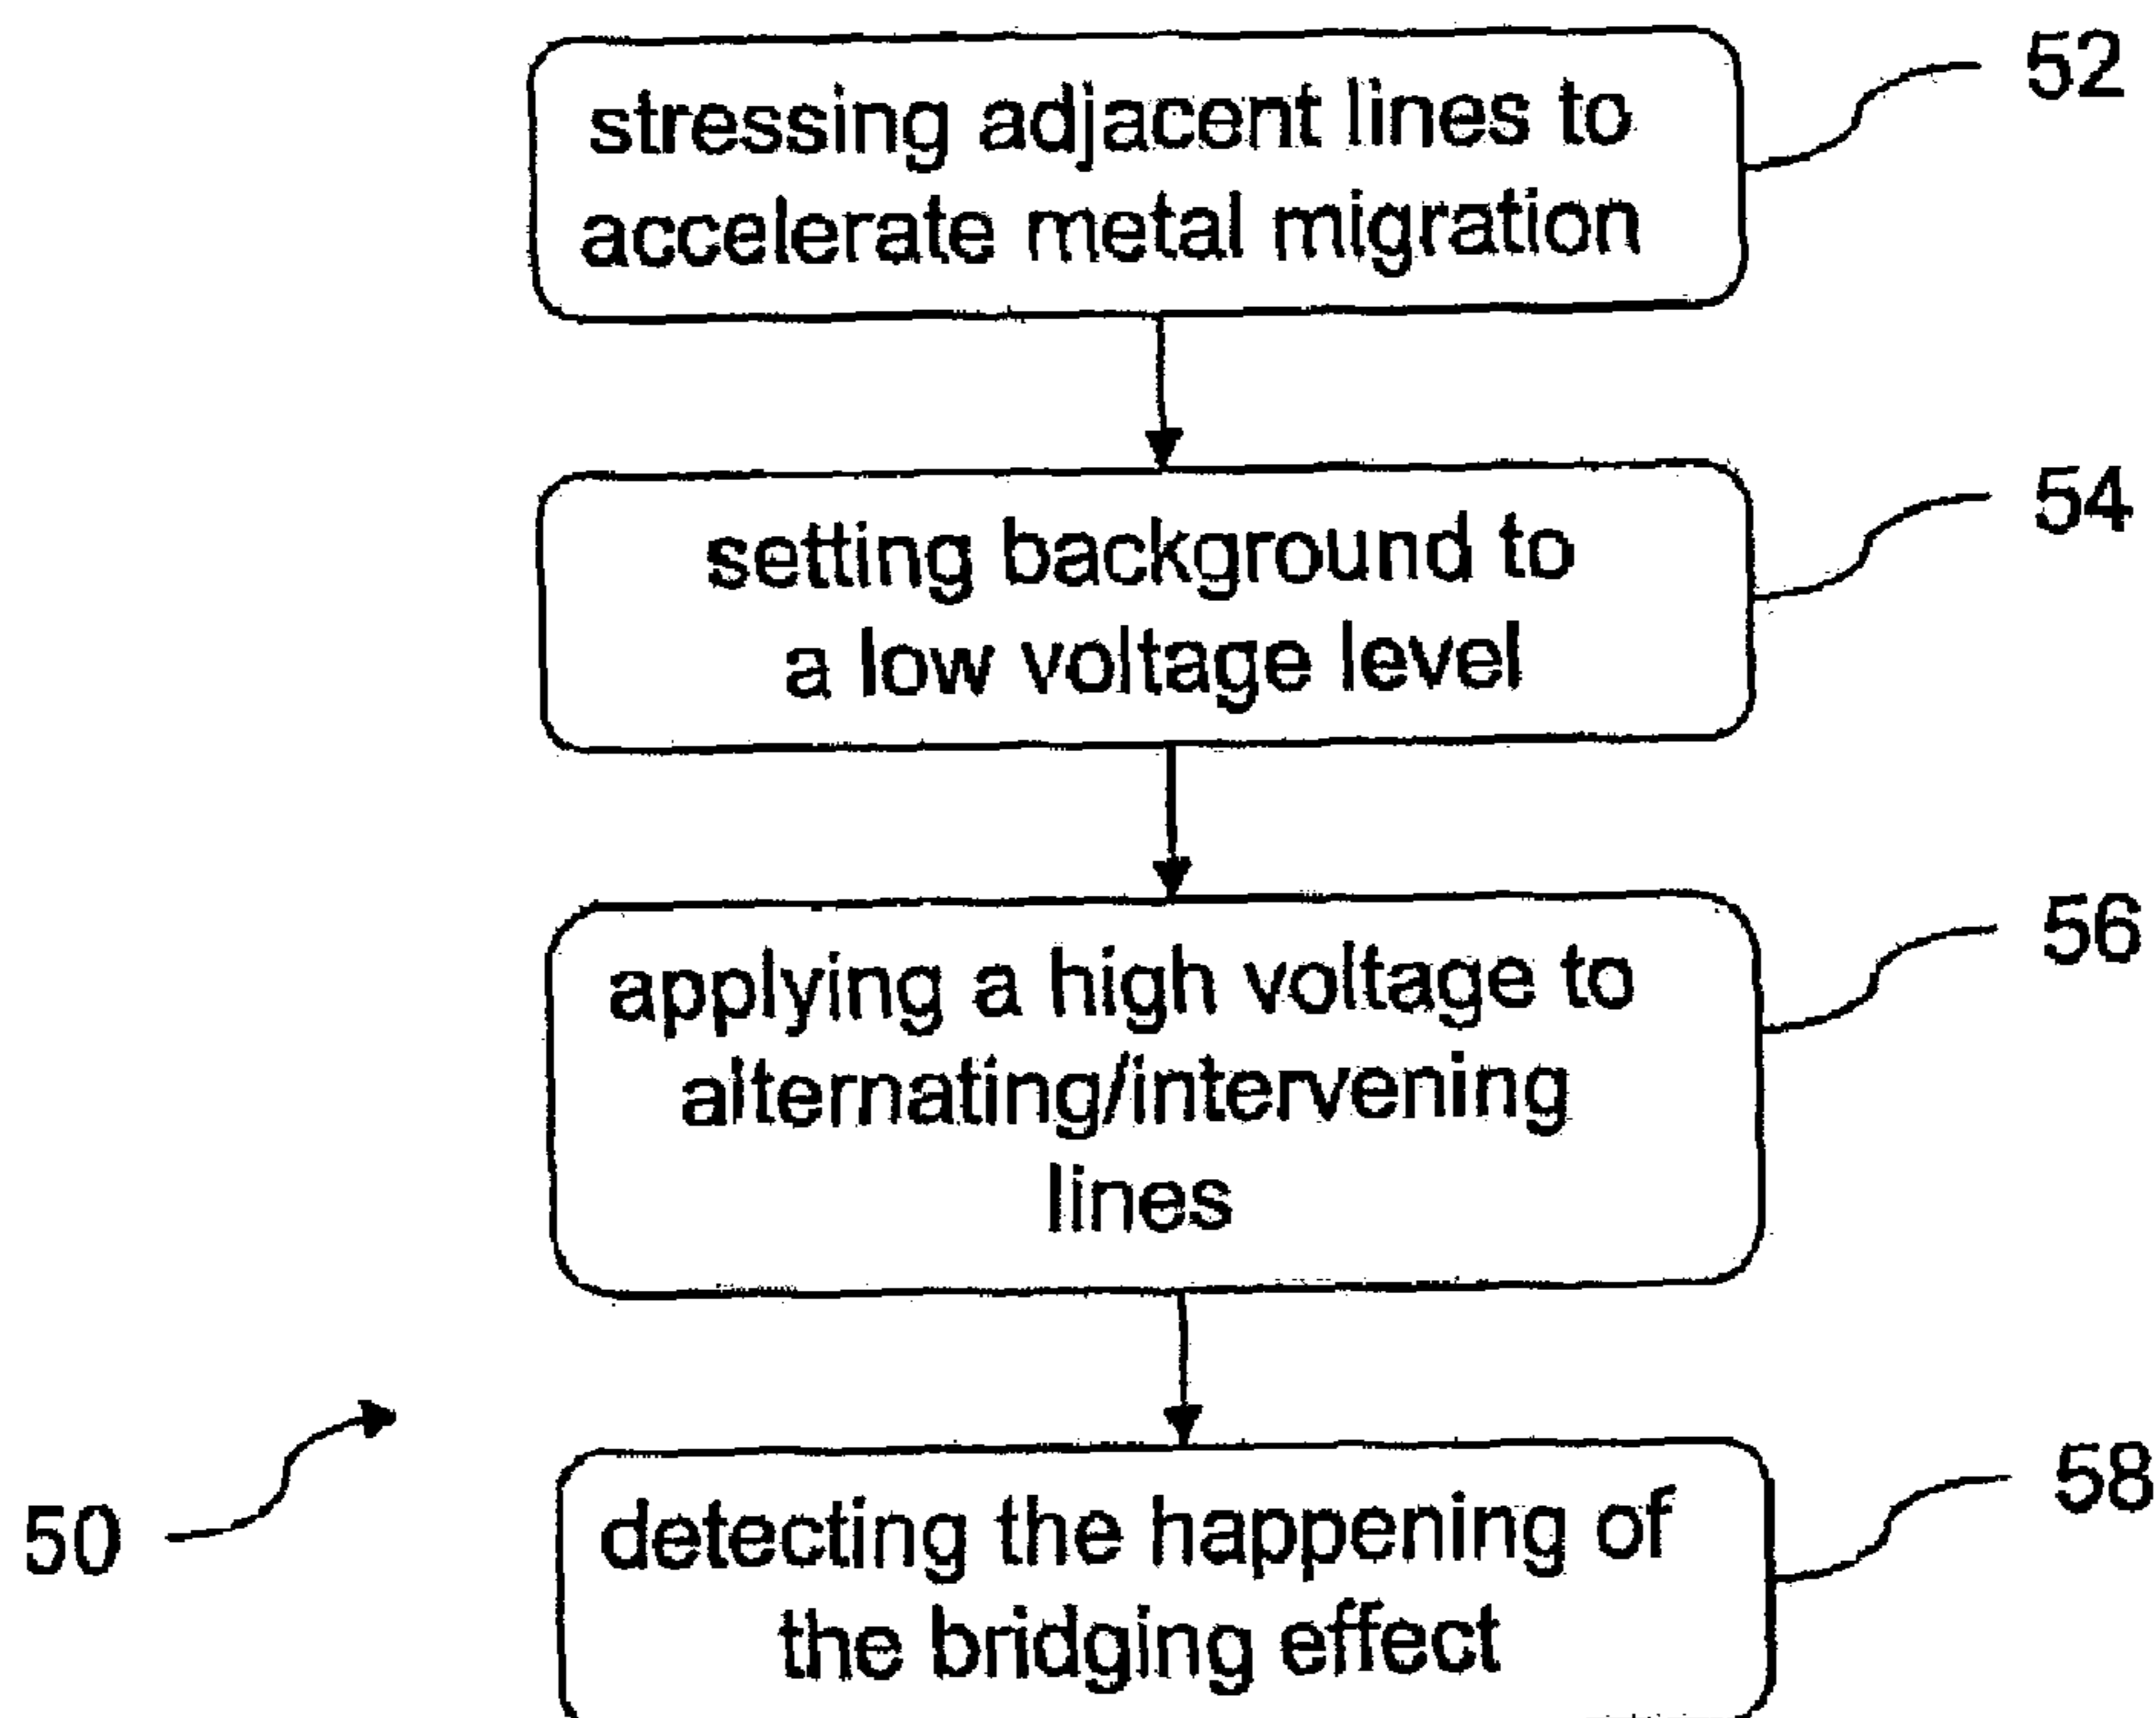 stressing adjacent lines to
accelerate metal migration
52
setting background to
a low voltage level
54
applying a high voltage to
alternating/intervening
lines
56
detecting the happening of
the bridging effect
58
50